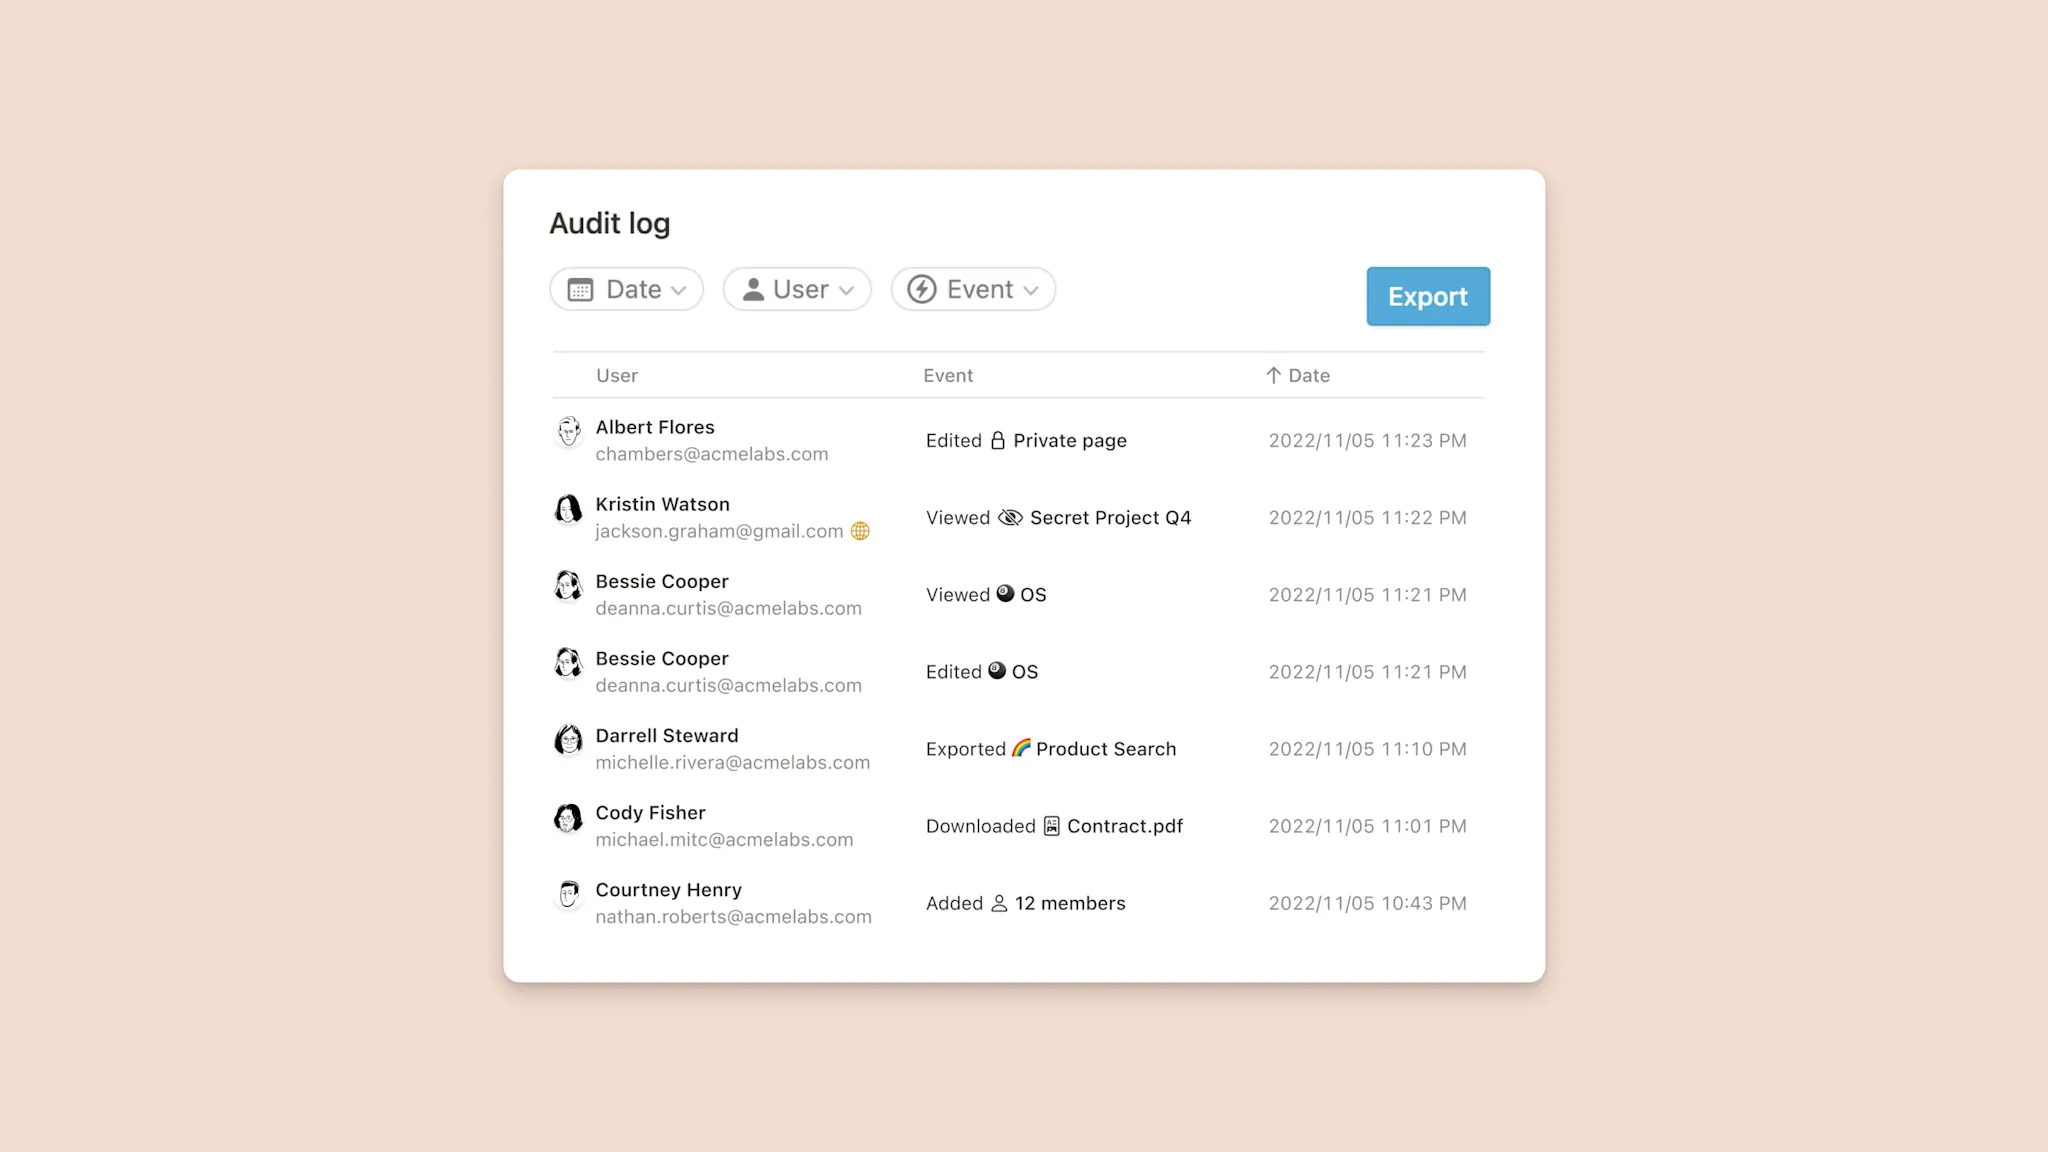 Audit log
Date
User
Event
Export
User
Event
↑ Date
Albert Flores
chambers@acmelabs.com
Edited Private page
2022/11/05 11:23 PM
Kristin Watson
jackson.graham@gmail.com
Viewed Secret Project Q4
2022/11/05 11:22 PM
Bessie Cooper
deanna.curtis@acmelabs.com
Viewed 🎱 OS
2022/11/05 11:21 PM
Bessie Cooper
deanna.curtis@acmelabs.com
Edited 🎱 OS
2022/11/05 11:21 PM
Darrell Steward
michelle.rivera@acmelabs.com
Exported 🌈 Product Search
2022/11/05 11:10 PM
Cody Fisher
michael.mitc@acmelabs.com
Downloaded Contract.pdf
2022/11/05 11:01 PM
Courtney Henry
nathan.roberts@acmelabs.com
Added 12 members
2022/11/05 10:43 PM